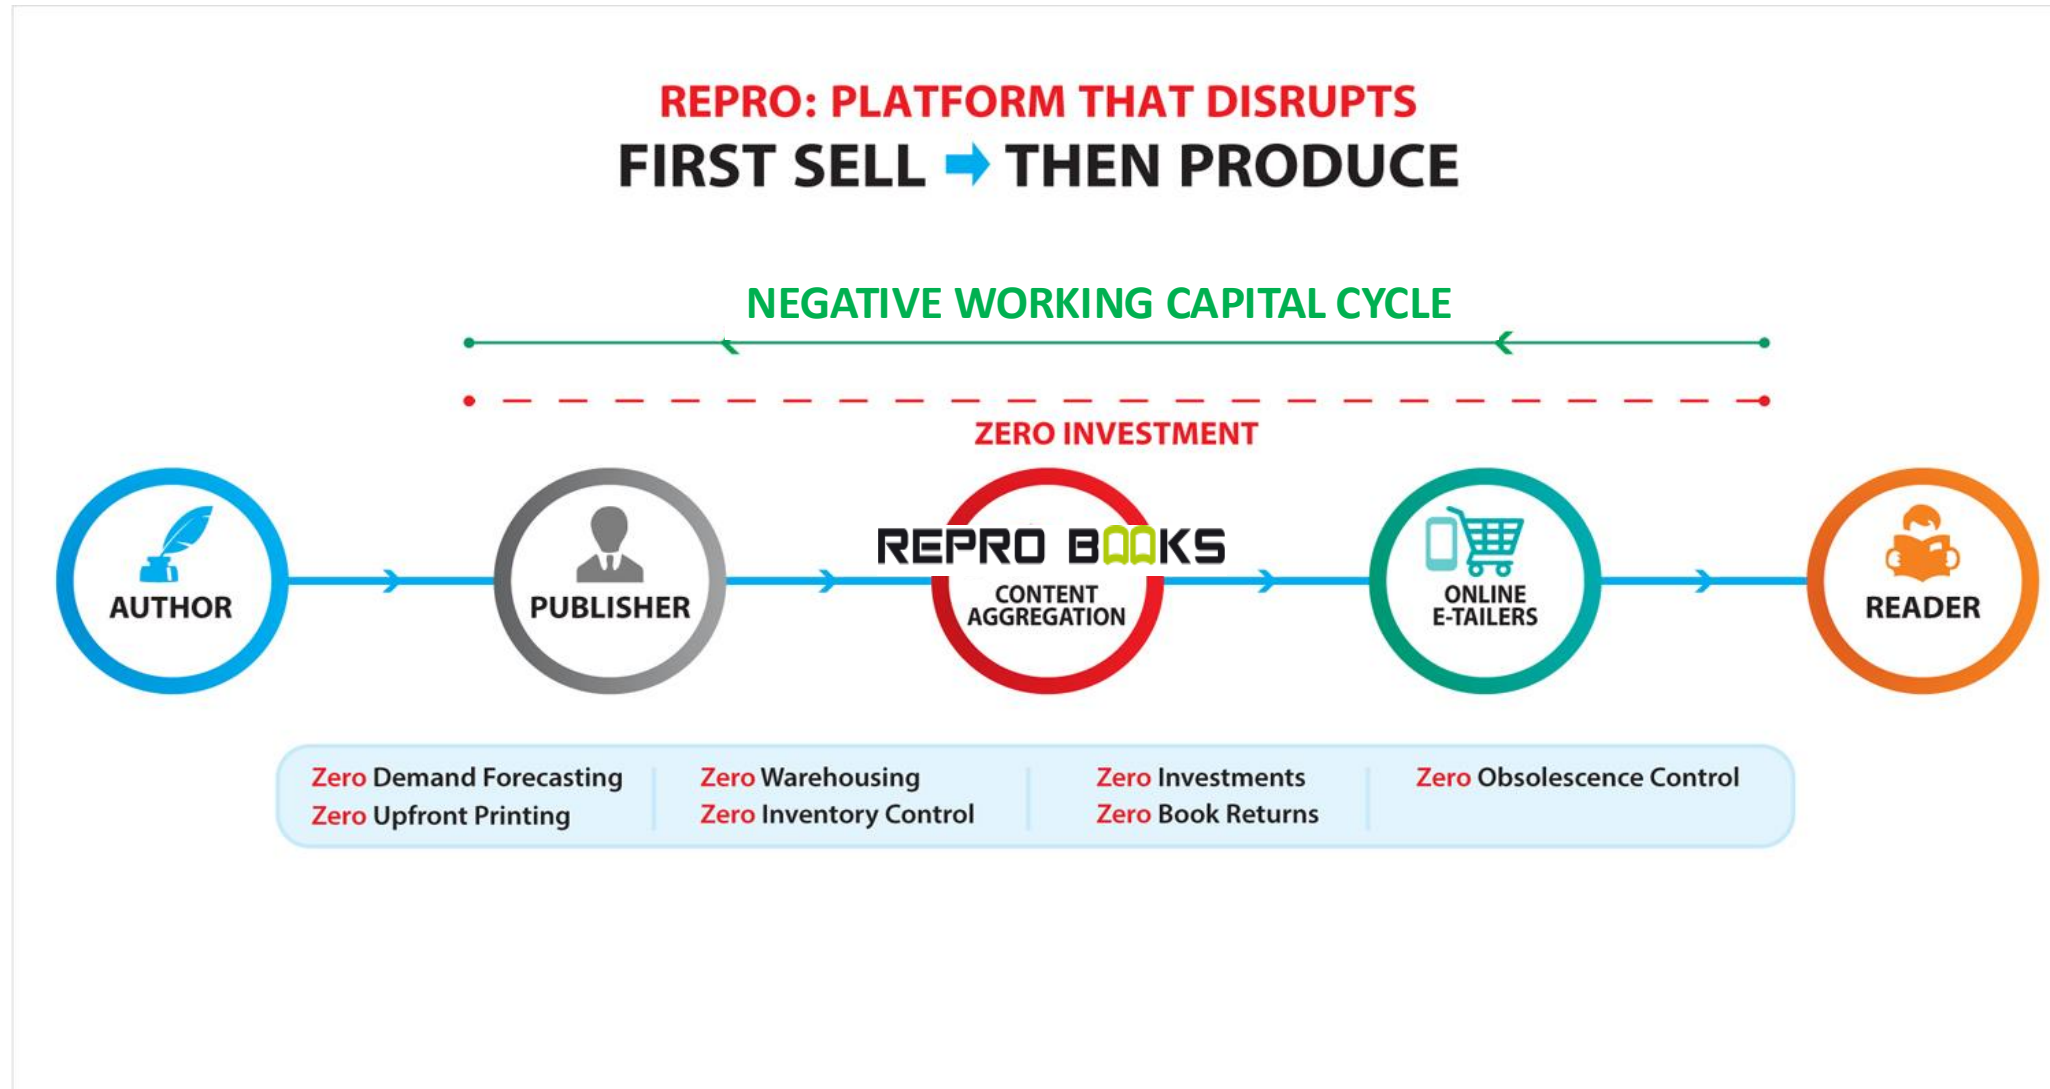 REPRO: PLATFORM THAT DISRUPTS
FIRST SELL THEN PRODUCE
NEGATIVE WORKING CAPITAL CYCLE
ZERO INVESTMENT
AUTHOR
PUBLISHER
REPRO BOOKS
CONTENT
AGGREGATION
ONLINE
E-TAILERS
READER
Zero Demand Forecasting
Zero Upfront Printing
Zero Warehousing
Zero Inventory Control
Zero Investments
Zero Book Returns
Zero Obsolescence Control